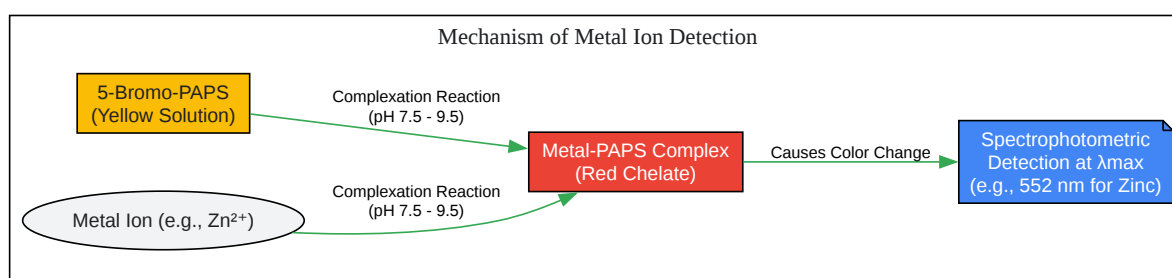 Mechanism of Metal Ion Detection
5-Bromo-PAPS
(Yellow Solution)
Complexation Reaction
(pH 7.5 - 9.5)
Metal-PAPS Complex
(Red Chelate)
Causes Color Change
Spectrophotometric
Detection at λmax
(e.g., 552 nm for Zinc)
Complexation Reaction
(pH 7.5 - 9.5)
Metal Ion (e.g., Zn²⁺)